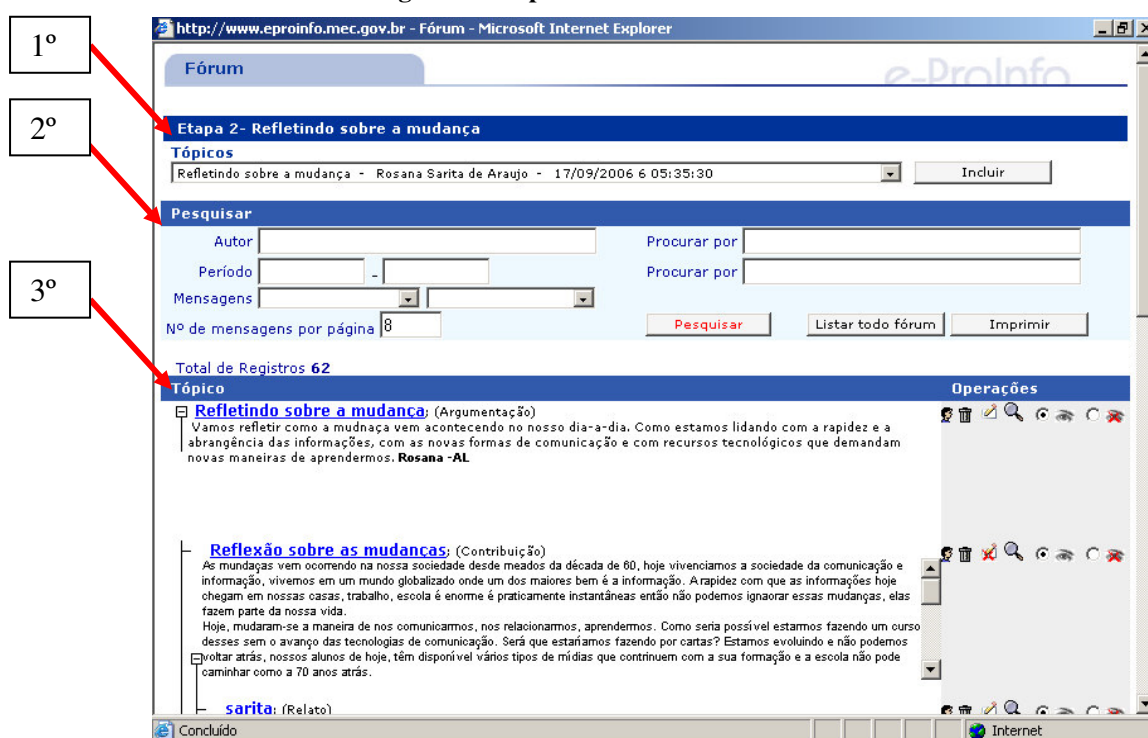 1º
2º
3º
http://www.eproinfo.mec.gov.br - Fórum - Microsoft Internet Explorer
Fórum
e-ProInfo
Etapa 2- Refletindo sobre a mudança
Tópicos
Refletindo sobre a mudança - Rosana Sarita de Araujo - 17/09/2006 6 05:35:30
Incluir
Pesquisar
Autor
Procurar por
Período
-
Procurar por
Mensagens
Nº de mensagens por página 8
Pesquisar
Listar todo fórum
Imprimir
Total de Registros 62
Tópico
Operações
Refletindo sobre a mudança; (Argumentação)
Vamos refletir como a mudnaça vem acontecendo no nosso dia-a-dia. Como estamos lidando com a rapidez e a
abrangência das informações, com as novas formas de comunicação e com recursos tecnológicos que demandam
novas maneiras de aprendermos. Rosana -AL
Reflexão sobre as mudanças; (Contribuição)
As mundaças vem ocorrendo na nossa sociedade desde meados da década de 60, hoje vivenciamos a sociedade da comunicação e
informação, vivemos em um mundo globalizado onde um dos maiores bem é a informação. A rapidez com que as informações hoje
chegam em nossas casas, trabalho, escola é enorme é praticamente instantâneas então não podemos ignaorar essas mudanças, elas
fazem parte da nossa vida.
Hoje, mudaram-se a maneira de nos comunicarmos, nos relacionarmos, aprendermos. Como seria possível estarmos fazendo um curso
desses sem o avanço das tecnologias de comunicação. Será que estaríamos fazendo por cartas? Estamos evoluindo e não podemos
voltar atrás, nossos alunos de hoje, têm disponível vários tipos de mídias que contrinuem com a sua formação e a escola não pode
caminhar como a 70 anos atrás.
sarita; (Relato)
Concluído
Internet